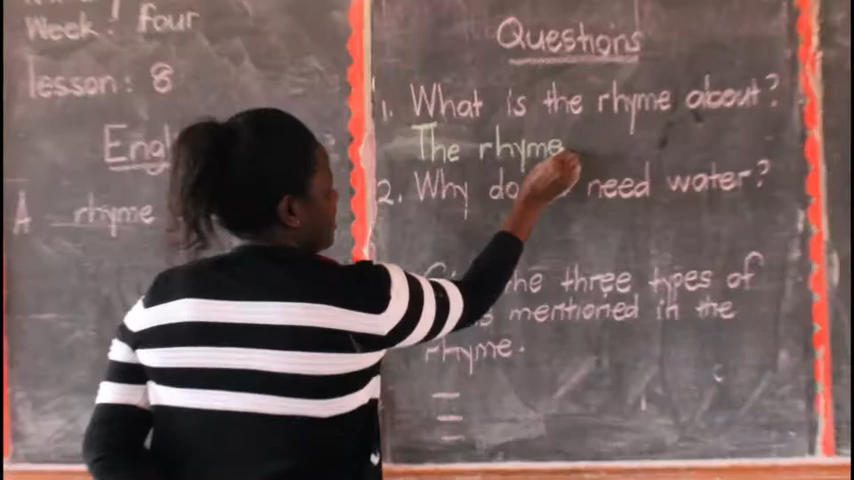 Week: Four
lesson: 8
A rhyme
Questions
1. What is the rhyme about?
The rhyme
2. Why do need water?
the three types of
mentioned in the
rhyme.